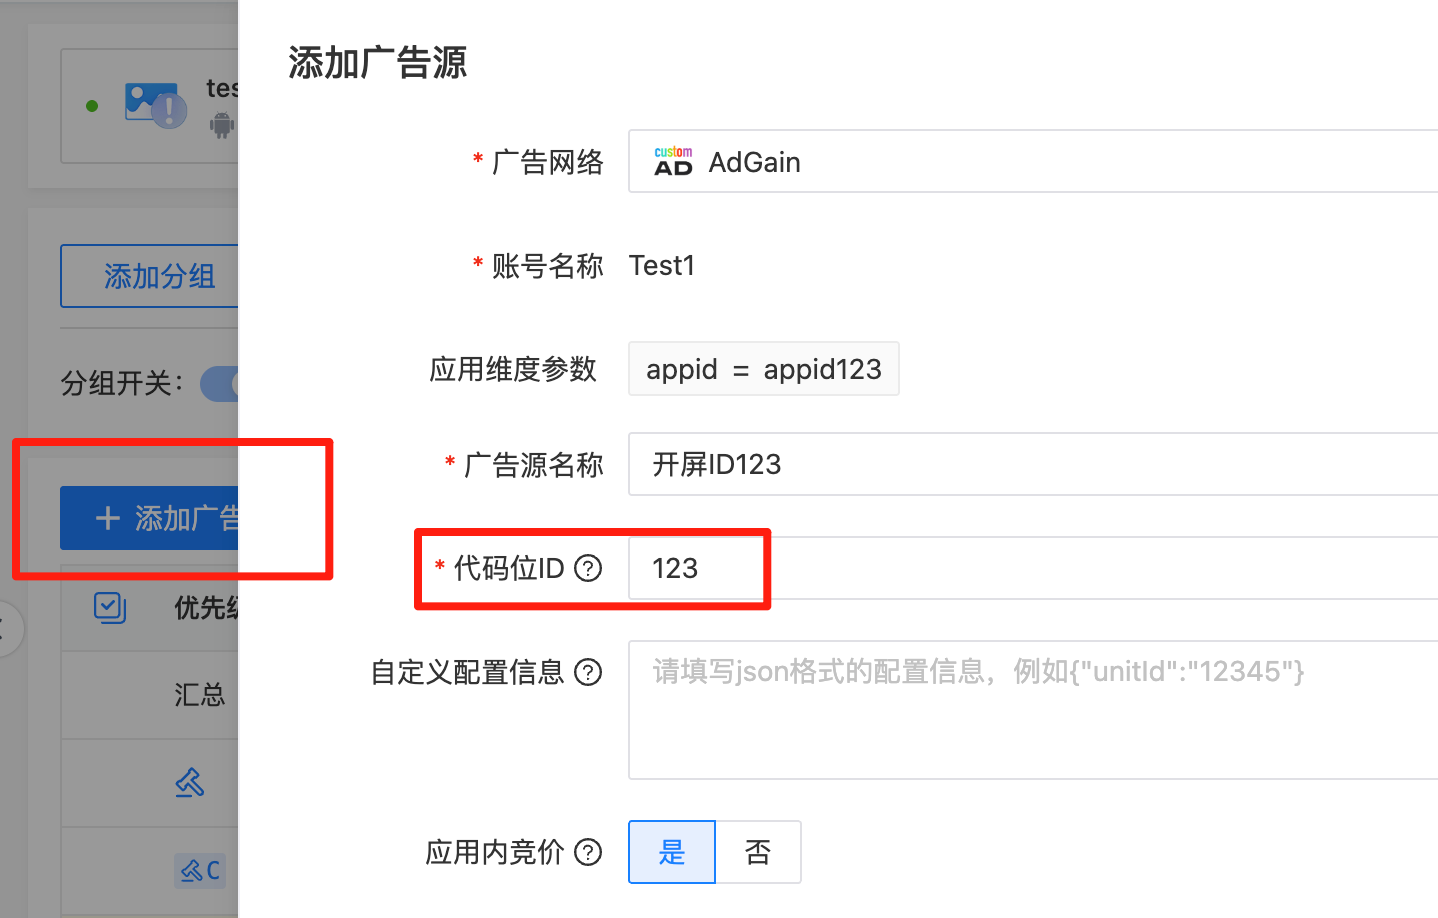 添加广告源
tes
* 广告网络
custom
AD
AdGain
* 账号名称
Test1
添加分组
应用维度参数
appid = appid123
分组开关：
* 广告源名称
开屏ID123
+ 添加广告
* 代码位ID ?
123
优先级
自定义配置信息 ?
请填写json格式的配置信息，例如{"unitId":"12345"}
汇总
C
应用内竞价 ?
是
否